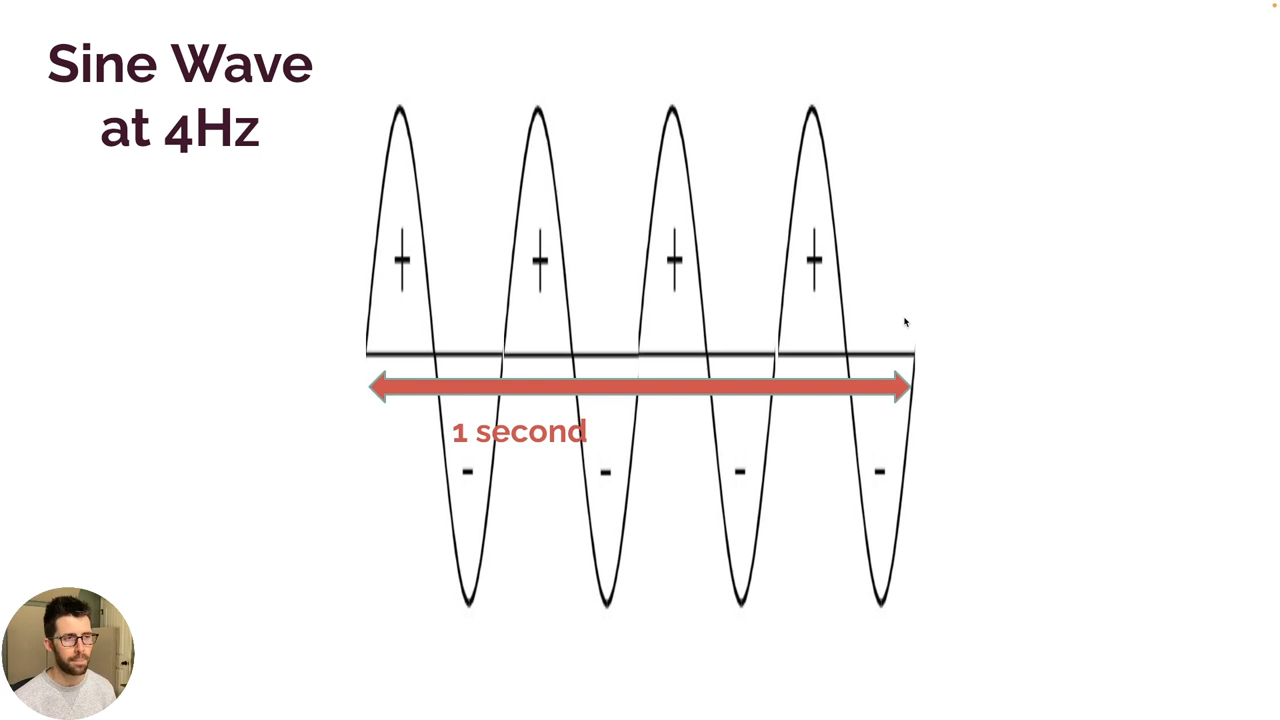 Sine Wave
at 4Hz
+ + + +
1 second
- - - -